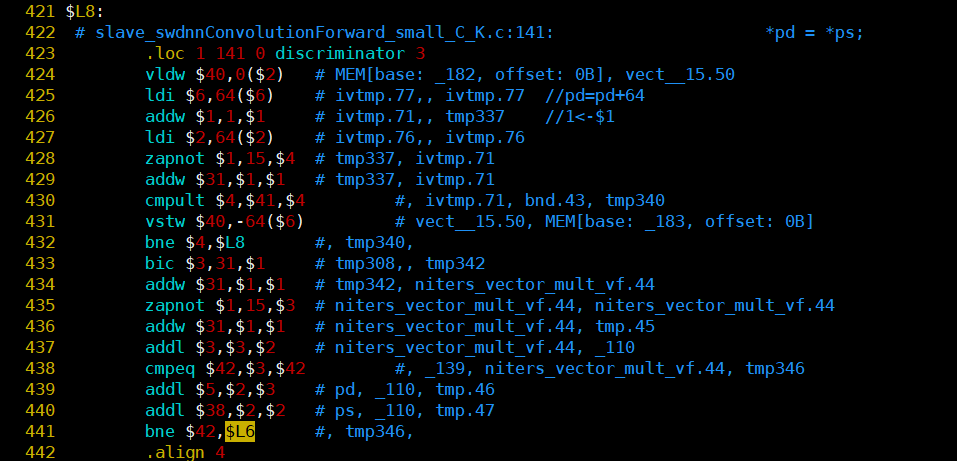 421 $L8:
422 # slave_swdnnConvolutionForward_small_C_K.c:141: *pd = *ps;
423 .loc 1 141 0 discriminator 3
424 vldw $40,0($2) # MEM[base: _182, offset: 0B], vect__15.50
425 ldi $6,64($6) # ivtmp.77,, ivtmp.77 //pd=pd+64
426 addw $1,1,$1 # ivtmp.71,, tmp337 //1<-$1
427 ldi $2,64($2) # ivtmp.76,, ivtmp.76
428 zapnot $1,15,$4 # tmp337, ivtmp.71
429 addw $31,$1,$1 # tmp337, ivtmp.71
430 cmpult $4,$41,$4 #, ivtmp.71, bnd.43, tmp340
431 vstw $40,-64($6) # vect__15.50, MEM[base: _183, offset: 0B]
432 bne $4,$L8 #, tmp340,
433 bic $3,31,$1 # tmp308,, tmp342
434 addw $31,$1,$1 # tmp342, niters_vector_mult_vf.44
435 zapnot $1,15,$3 # niters_vector_mult_vf.44, niters_vector_mult_vf.44
436 addw $31,$1,$1 # niters_vector_mult_vf.44, tmp.45
437 addl $3,$3,$2 # niters_vector_mult_vf.44, _110
438 cmpeq $42,$3,$42 #, _139, niters_vector_mult_vf.44, tmp346
439 addl $5,$2,$3 # pd, _110, tmp.46
440 addl $38,$2,$2 # ps, _110, tmp.47
441 bne $42,$L6 #, tmp346,
442 .align 4